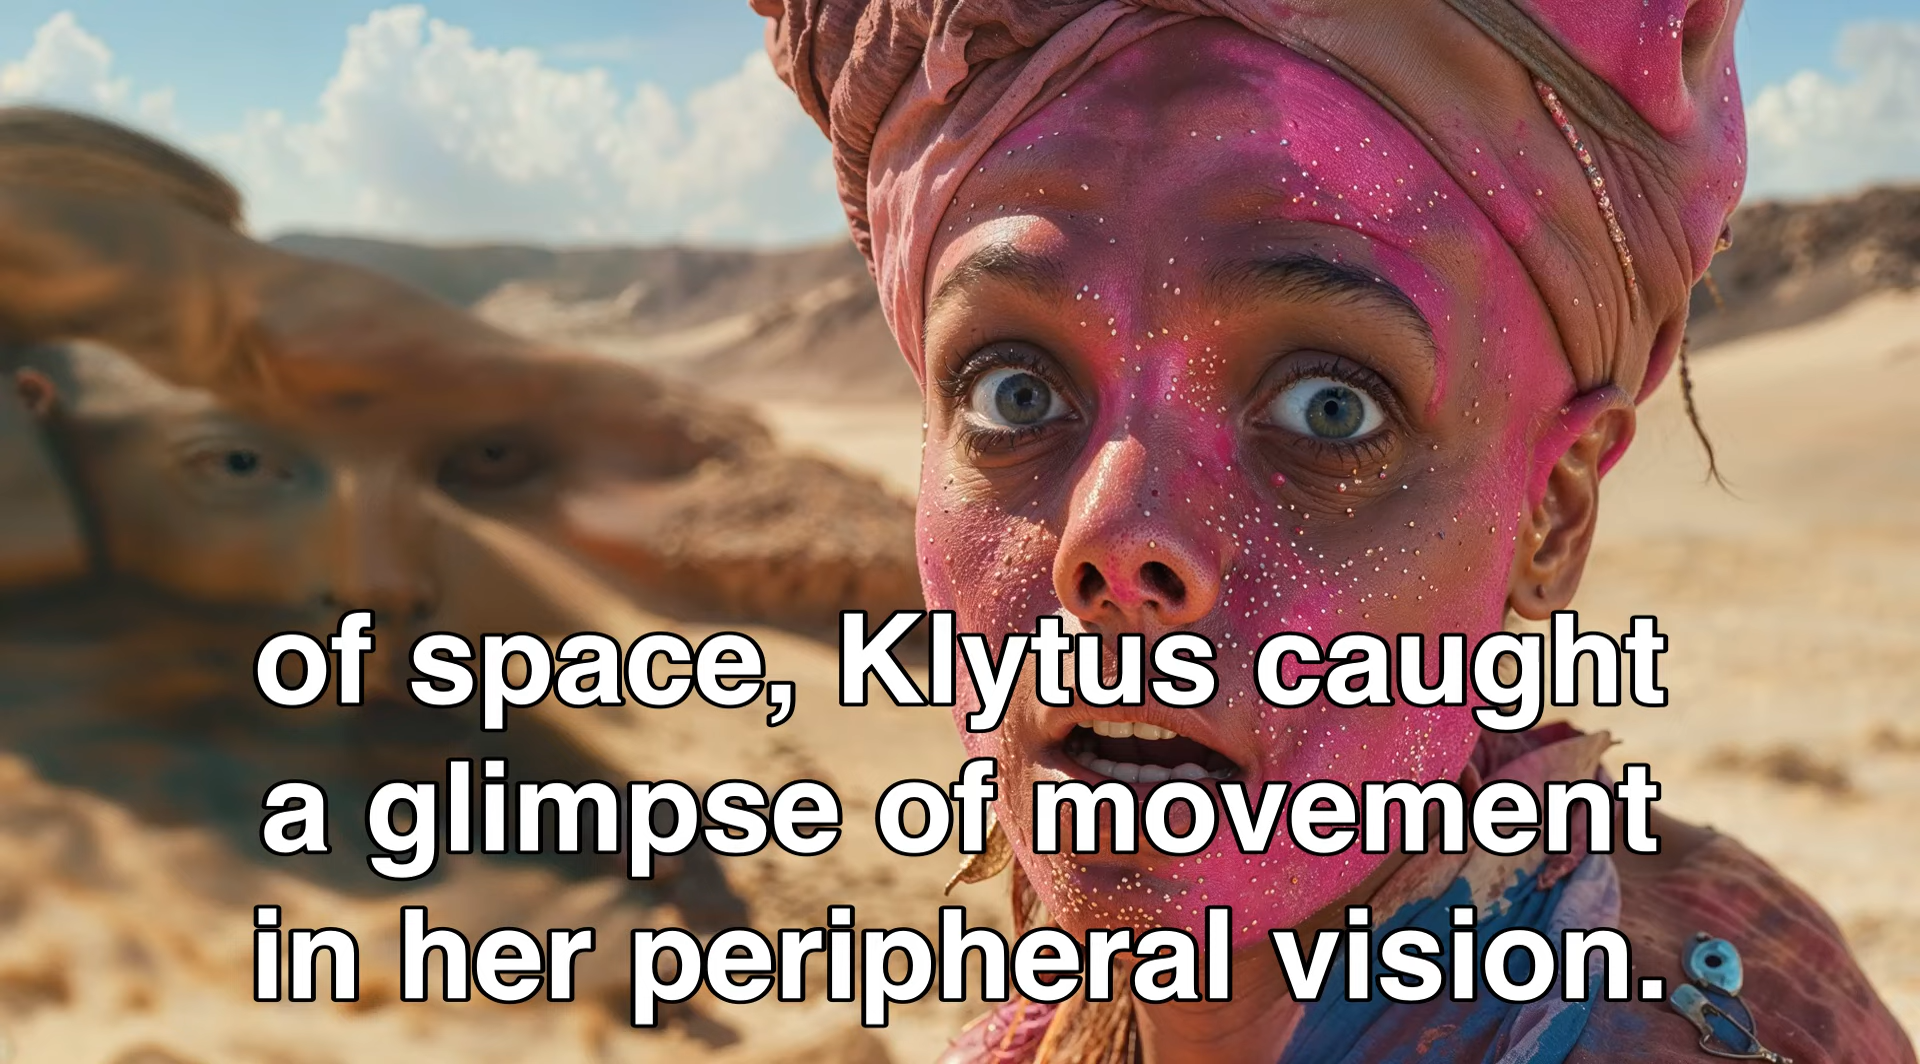 of space, Klytus caught
a glimpse of movement
in her peripheral vision.